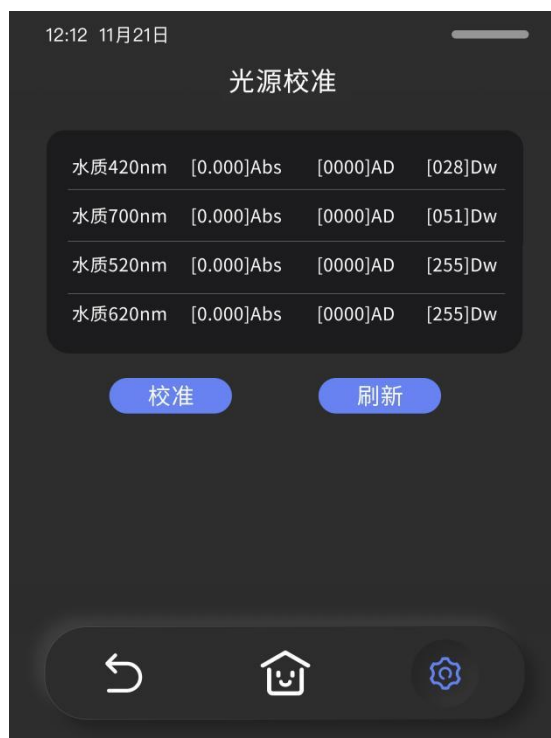 12:12 11月21日
光源校准
水质420nm [0.000]Abs [0000]AD [028]Dw
水质700nm [0.000]Abs [0000]AD [051]Dw
水质520nm [0.000]Abs [0000]AD [255]Dw
水质620nm [0.000]Abs [0000]AD [255]Dw
校准 刷新